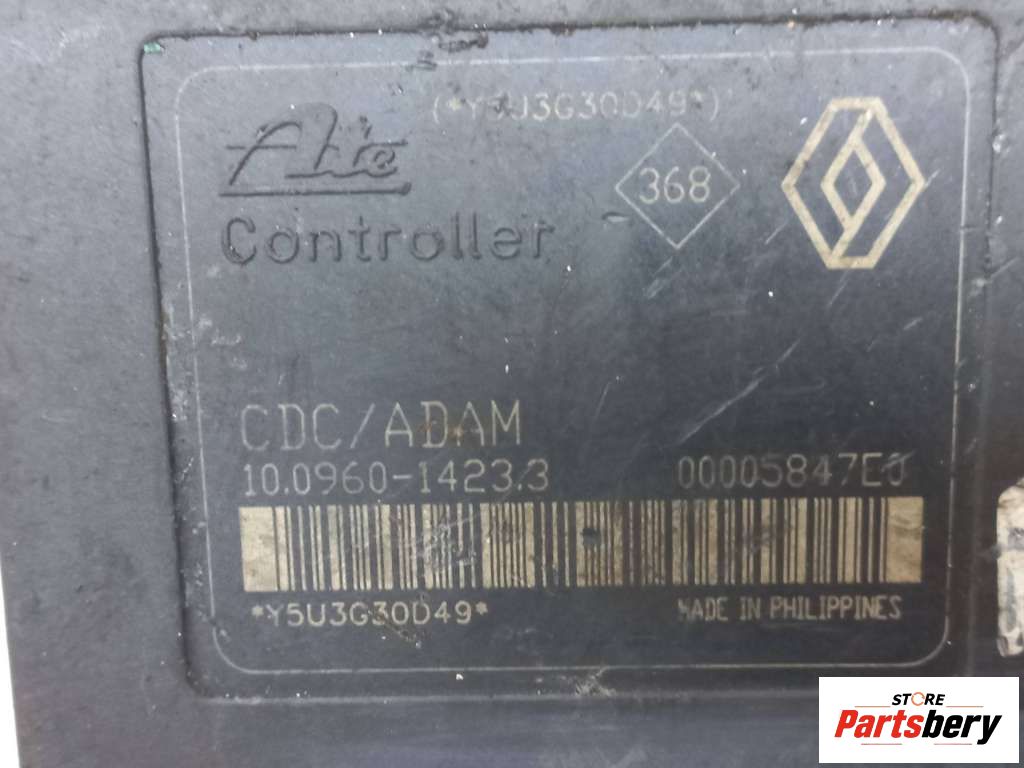 (*Y5U3G30D49*)
Ate
368
Controller
CDC/ADAM
10.0960-1423.3 00005847E0
*Y5U3G30D49*
MADE IN PHILIPPINES
STORE
Partsbery